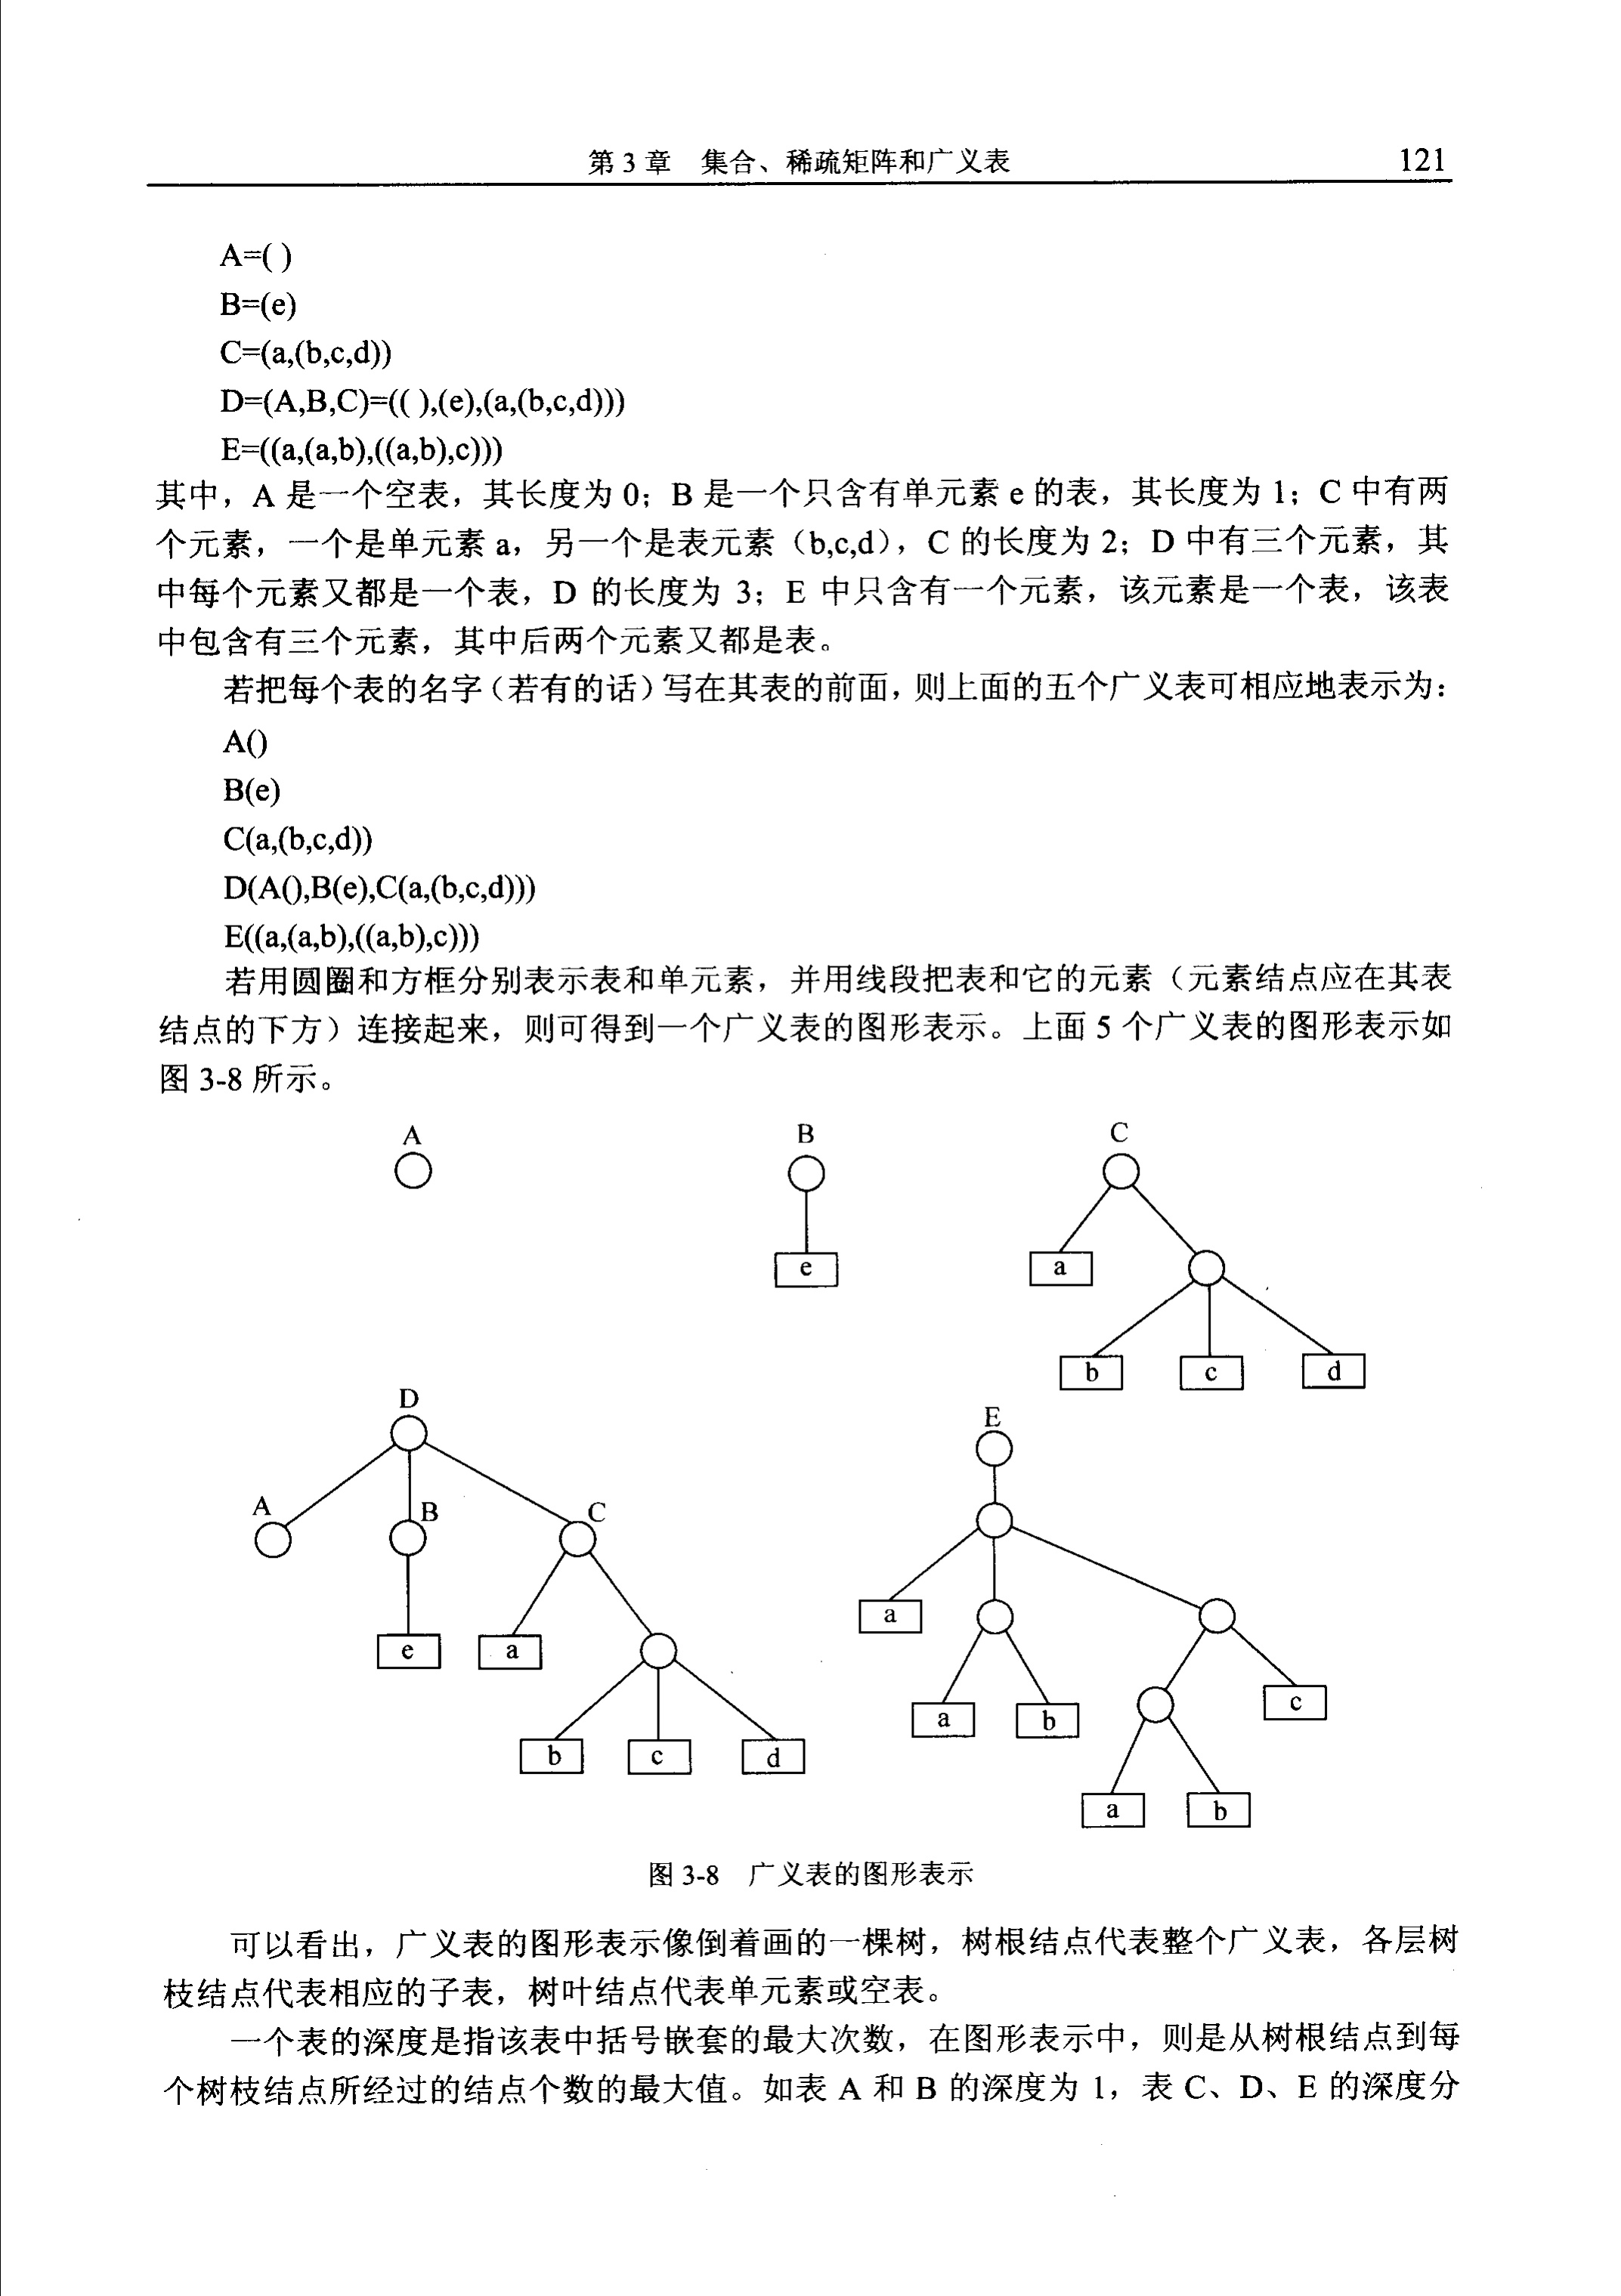 第 3 章　集合、稀疏矩阵和广义表　121
A=( )
B=(e)
C=(a,(b,c,d))
D=(A,B,C)=(( ),(e),(a,(b,c,d)))
E=((a,(a,b),((a,b),c)))
其中，A 是一个空表，其长度为 0；B 是一个只含有单元素 e 的表，其长度为 1；C 中有两
个元素，一个是单元素 a，另一个是表元素（b,c,d），C 的长度为 2；D 中有三个元素，其
中每个元素又都是一个表，D 的长度为 3；E 中只含有一个元素，该元素是一个表，该表
中包含有三个元素，其中后两个元素又都是表。
若把每个表的名字（若有的话）写在其表的前面，则上面的五个广义表可相应地表示为：
A()
B(e)
C(a,(b,c,d))
D(A(),B(e),C(a,(b,c,d)))
E((a,(a,b),((a,b),c)))
若用圆圈和方框分别表示表和单元素，并用线段把表和它的元素（元素结点应在其表
结点的下方）连接起来，则可得到一个广义表的图形表示。上面 5 个广义表的图形表示如
图 3-8 所示。
A B C
e a
b c d
D E
A B C
a
e a
a b c
b c d
a b
图 3-8　广义表的图形表示
可以看出，广义表的图形表示像倒着画的一棵树，树根结点代表整个广义表，各层树
枝结点代表相应的子表，树叶结点代表单元素或空表。
一个表的深度是指该表中括号嵌套的最大次数，在图形表示中，则是从树根结点到每
个树枝结点所经过的结点个数的最大值。如表 A 和 B 的深度为 1，表 C、D、E 的深度分